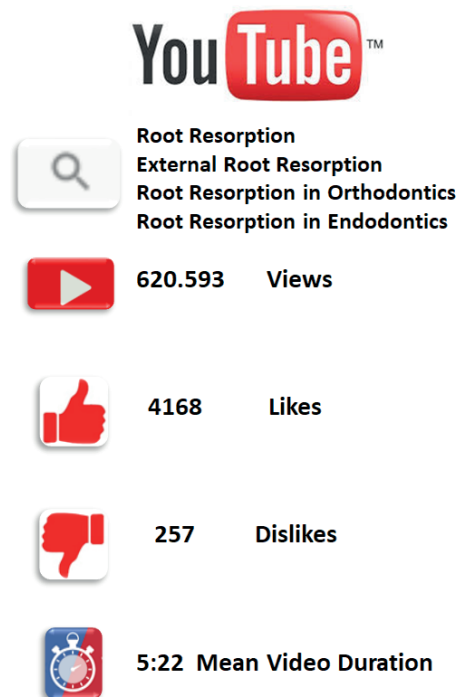 YouTube™
Root Resorption
External Root Resorption
Root Resorption in Orthodontics
Root Resorption in Endodontics
620.593 Views
4168 Likes
257 Dislikes
5:22 Mean Video Duration